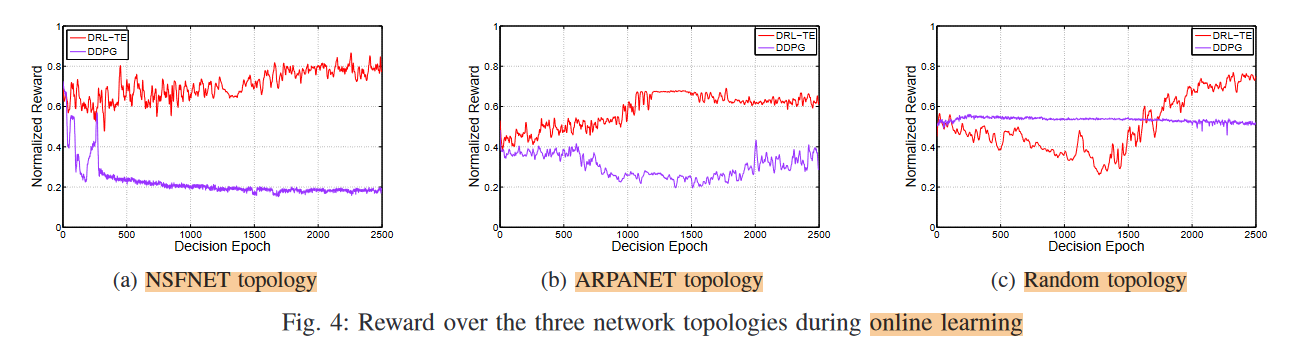 1
0.8
0.6
0.4
0.2
0
Normalized Reward
DRL−TE
DDPG
0 500 1000 1500 2000 2500
Decision Epoch
(a) NSFNET topology
1
0.8
0.6
0.4
0.2
0
Normalized Reward
DRL−TE
DDPG
0 500 1000 1500 2000 2500
Decision Epoch
(b) ARPANET topology
1
0.8
0.6
0.4
0.2
0
Normalized Reward
DRL−TE
DDPG
0 500 1000 1500 2000 2500
Decision Epoch
(c) Random topology
Fig. 4: Reward over the three network topologies during online learning